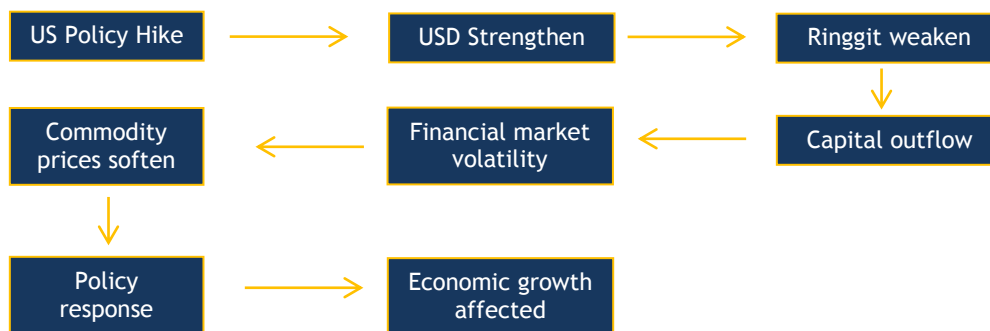 US Policy Hike
USD Strengthen
Ringgit weaken
Capital outflow
Financial market
volatility
Commodity
prices soften
Policy
response
Economic growth
affected